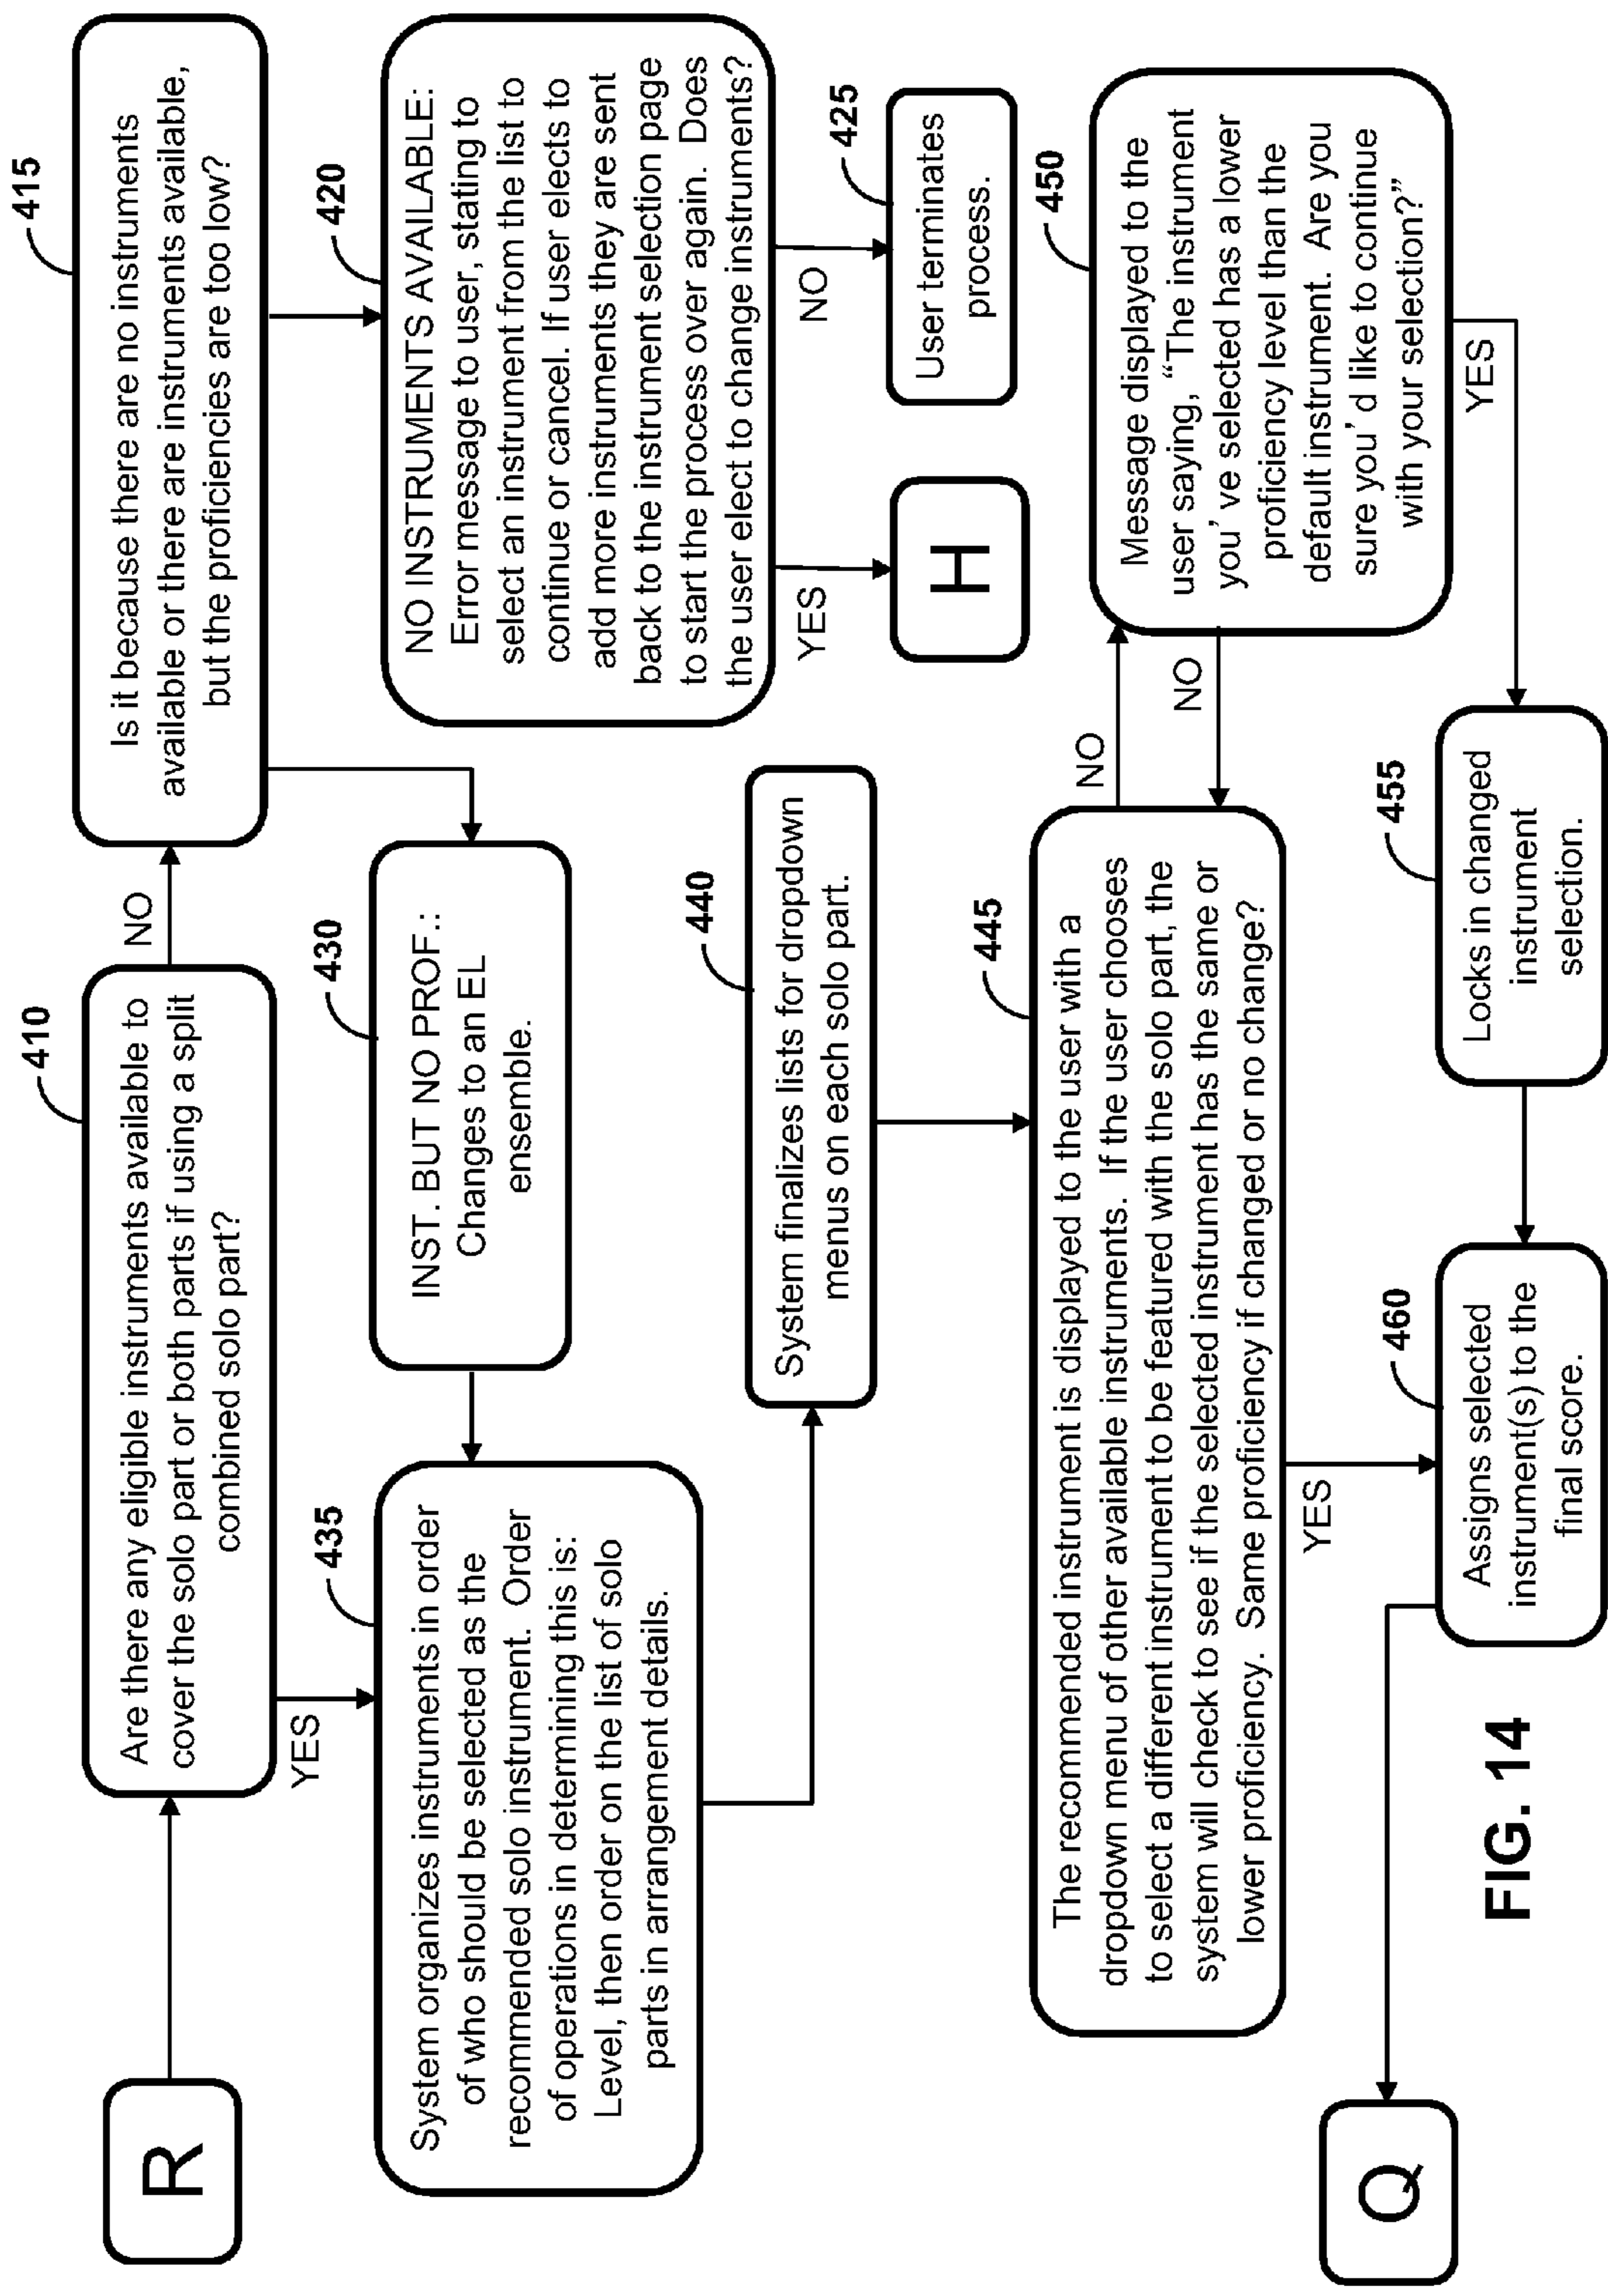 R
410
Are there any eligible instruments available to
cover the solo part or both parts if using a split
combined solo part?
NO
YES
415
Is it because there are no instruments
available or there are instruments available,
but the proficiencies are too low?
420
NO INSTRUMENTS AVAILABLE:
Error message to user, stating to
select an instrument from the list to
continue or cancel. If user elects to
add more instruments they are sent
back to the instrument selection page
to start the process over again. Does
the user elect to change instruments?
YES
NO
H
425
User terminates
process.
430
INST. BUT NO PROF.:
Changes to an EL
ensemble.
435
System organizes instruments in order
of who should be selected as the
recommended solo instrument. Order
of operations in determining this is:
Level, then order on the list of solo
parts in arrangement details.
440
System finalizes lists for dropdown
menus on each solo part.
445
The recommended instrument is displayed to the user with a
dropdown menu of other available instruments. If the user chooses
to select a different instrument to be featured with the solo part, the
system will check to see if the selected instrument has the same or
lower proficiency. Same proficiency if changed or no change?
NO
NO
YES
450
Message displayed to the
user saying, “The instrument
you’ve selected has a lower
proficiency level than the
default instrument. Are you
sure you’d like to continue
with your selection?”
YES
455
Locks in changed
instrument
selection.
460
Assigns selected
instrument(s) to the
final score.
Q
FIG. 14